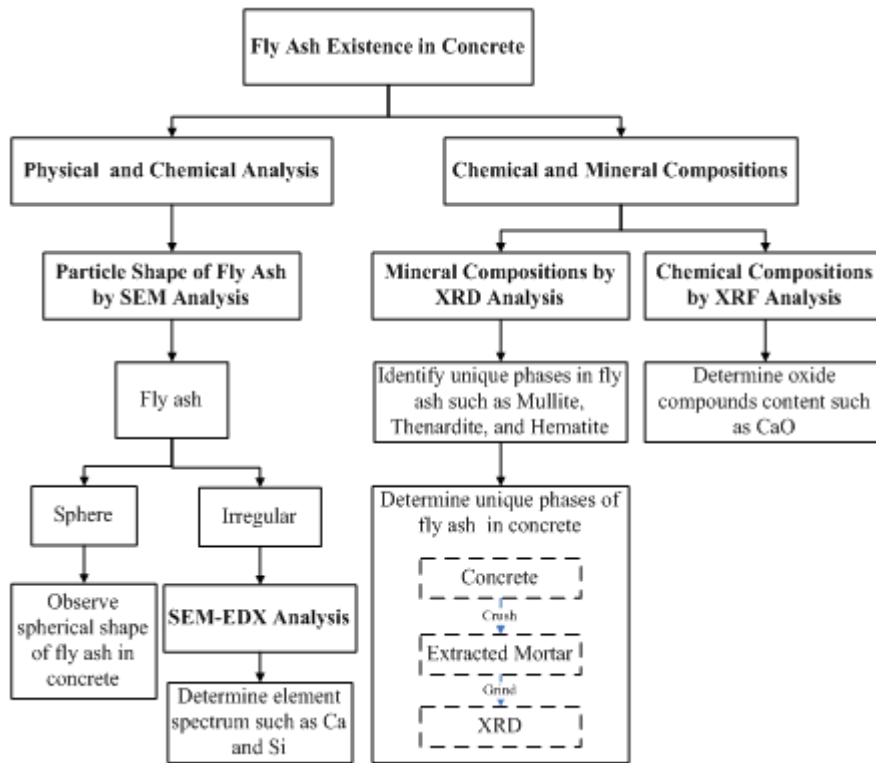 Fly Ash Existence in Concrete
Physical and Chemical Analysis
Chemical and Mineral Compositions
Particle Shape of Fly Ash
by SEM Analysis
Mineral Compositions by
XRD Analysis
Chemical Compositions
by XRF Analysis
Fly ash
Identify unique phases in fly
ash such as Mullite,
Thenardite, and Hematite
Determine oxide
compounds content such
as CaO
Sphere
Irregular
Determine unique phases of
fly ash in concrete
Observe
spherical shape
of fly ash in
concrete
SEM-EDX Analysis
Determine element
spectrum such as Ca
and Si
Concrete
Crush
Extracted Mortar
Grind
XRD